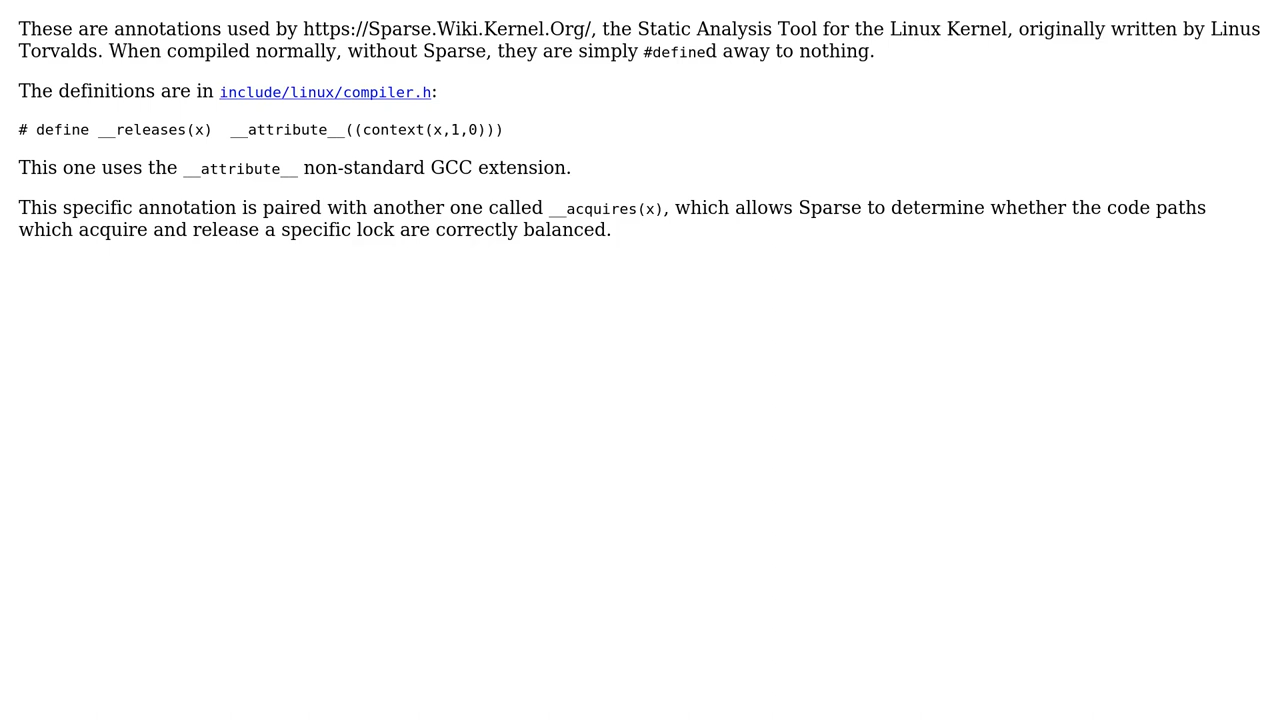 These are annotations used by https://Sparse.Wiki.Kernel.Org/, the Static Analysis Tool for the Linux Kernel, originally written by Linus
Torvalds. When compiled normally, without Sparse, they are simply #defined away to nothing.
The definitions are in include/linux/compiler.h:
# define __releases(x)  __attribute__((context(x,1,0)))
This one uses the __attribute__ non-standard GCC extension.
This specific annotation is paired with another one called __acquires(x), which allows Sparse to determine whether the code paths
which acquire and release a specific lock are correctly balanced.